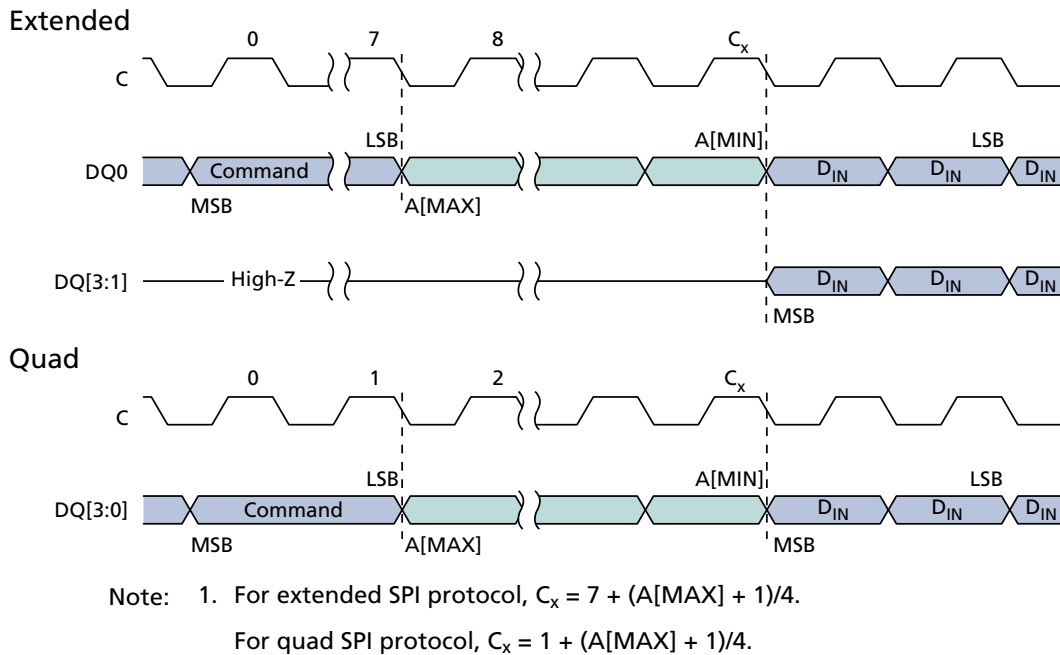 Extended
0 7 8 Cx
C
LSB A[MIN] LSB
DQ0 Command DIN DIN DIN
MSB A[MAX]
DQ[3:1] High-Z DIN DIN DIN
MSB
Quad
0 1 2 Cx
C
LSB A[MIN] LSB
DQ[3:0] Command DIN DIN DIN
MSB A[MAX] MSB
Note: 1. For extended SPI protocol, Cx = 7 + (A[MAX] + 1)/4.
For quad SPI protocol, Cx = 1 + (A[MAX] + 1)/4.